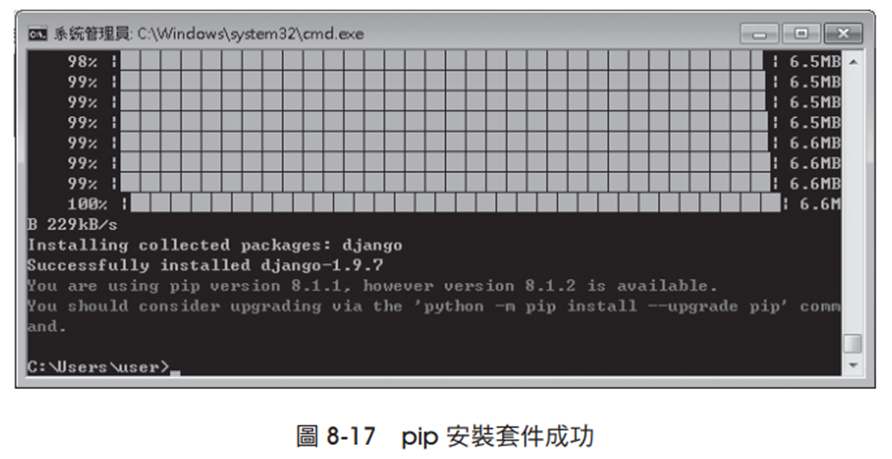 系統管理員: C:\Windows\system32\cmd.exe
98% | | 6.5MB
99% | | 6.5MB
99% | | 6.5MB
99% | | 6.5MB
99% | | 6.6MB
99% | | 6.6MB
99% | | 6.6MB
100% | | 6.6M
B 229kB/s
Installing collected packages: django
Successfully installed django-1.9.7
You are using pip version 8.1.1, however version 8.1.2 is available.
You should consider upgrading via the 'python -m pip install --upgrade pip' comm
and.
C:\Users\user>_
圖 8-17 pip 安裝套件成功